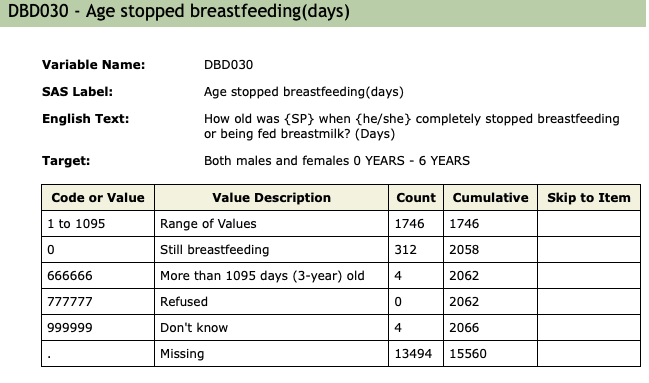 DBD030 - Age stopped breastfeeding(days)
Variable Name: DBD030
SAS Label: Age stopped breastfeeding(days)
English Text: How old was {SP} when {he/she} completely stopped breastfeeding
or being fed breastmilk? (Days)
Target: Both males and females 0 YEARS - 6 YEARS
Code or Value Value Description Count Cumulative Skip to Item
1 to 1095 Range of Values 1746 1746
0 Still breastfeeding 312 2058
666666 More than 1095 days (3-year) old 4 2062
777777 Refused 0 2062
999999 Don't know 4 2066
. Missing 13494 15560